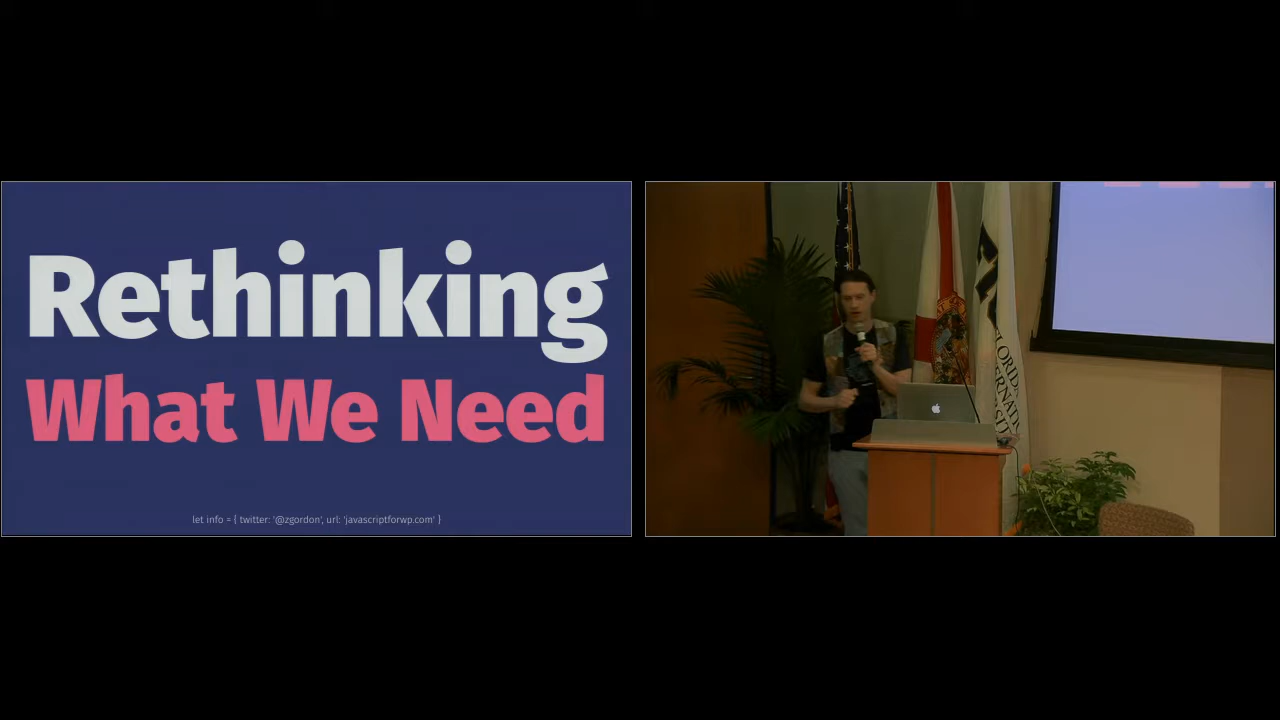 Rethinking
What We Need
let info = { twitter: '@zgordon', url: 'javascriptforwp.com' }